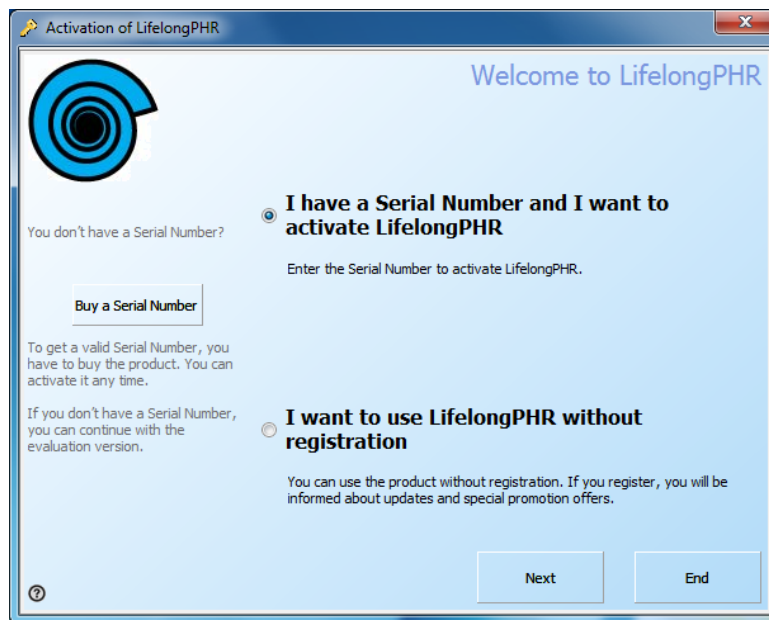 Activation of LifelongPHR
Welcome to LifelongPHR
You don't have a Serial Number?
Buy a Serial Number
To get a valid Serial Number, you
have to buy the product. You can
activate it any time.
If you don't have a Serial Number,
you can continue with the
evaluation version.
I have a Serial Number and I want to
activate LifelongPHR
Enter the Serial Number to activate LifelongPHR.
I want to use LifelongPHR without
registration
You can use the product without registration. If you register, you will be
informed about updates and special promotion offers.
Next
End